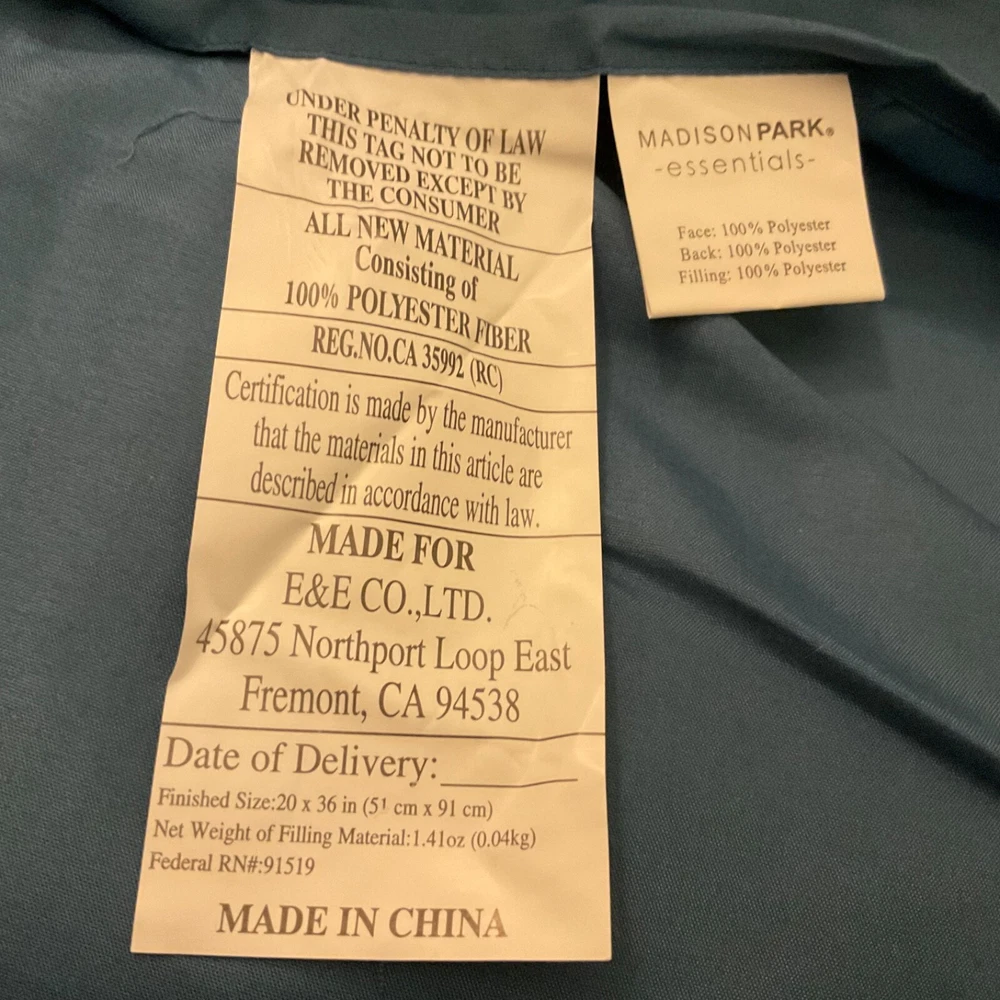 UNDER PENALTY OF LAW
THIS TAG NOT TO BE
REMOVED EXCEPT BY
THE CONSUMER
ALL NEW MATERIAL
Consisting of
100% POLYESTER FIBER
REG.NO.CA 35992 (RC)
Certification is made by the manufacturer
that the materials in this article are
described in accordance with law.
MADE FOR
E&E CO.,LTD.
45875 Northport Loop East
Fremont, CA 94538
Date of Delivery:
Finished Size:20 x 36 in (51 cm x 91 cm)
Net Weight of Filling Material:1.41oz (0.04kg)
Federal RN#:91519
MADE IN CHINA
MADISON PARK®
-essentials-
Face: 100% Polyester
Back: 100% Polyester
Filling: 100% Polyester